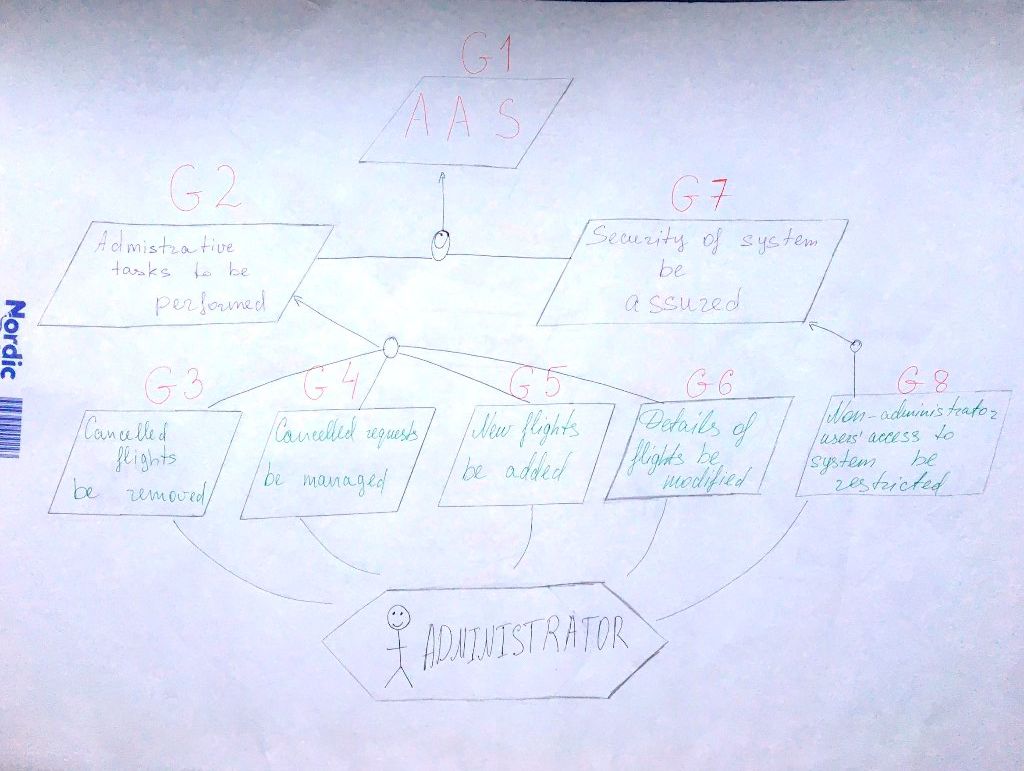 G1
AAS
G2
G7
Admistrative
tasks to be
performed
Security of system
be
assured
Nordic
G3
G4
G5
G6
G8
Cancelled
flights
be removed
Cancelled requests
be managed
New flights
be added
Details of
flights be
modified
Non-administrator
users' access to
system be
restricted
ADMINISTRATOR